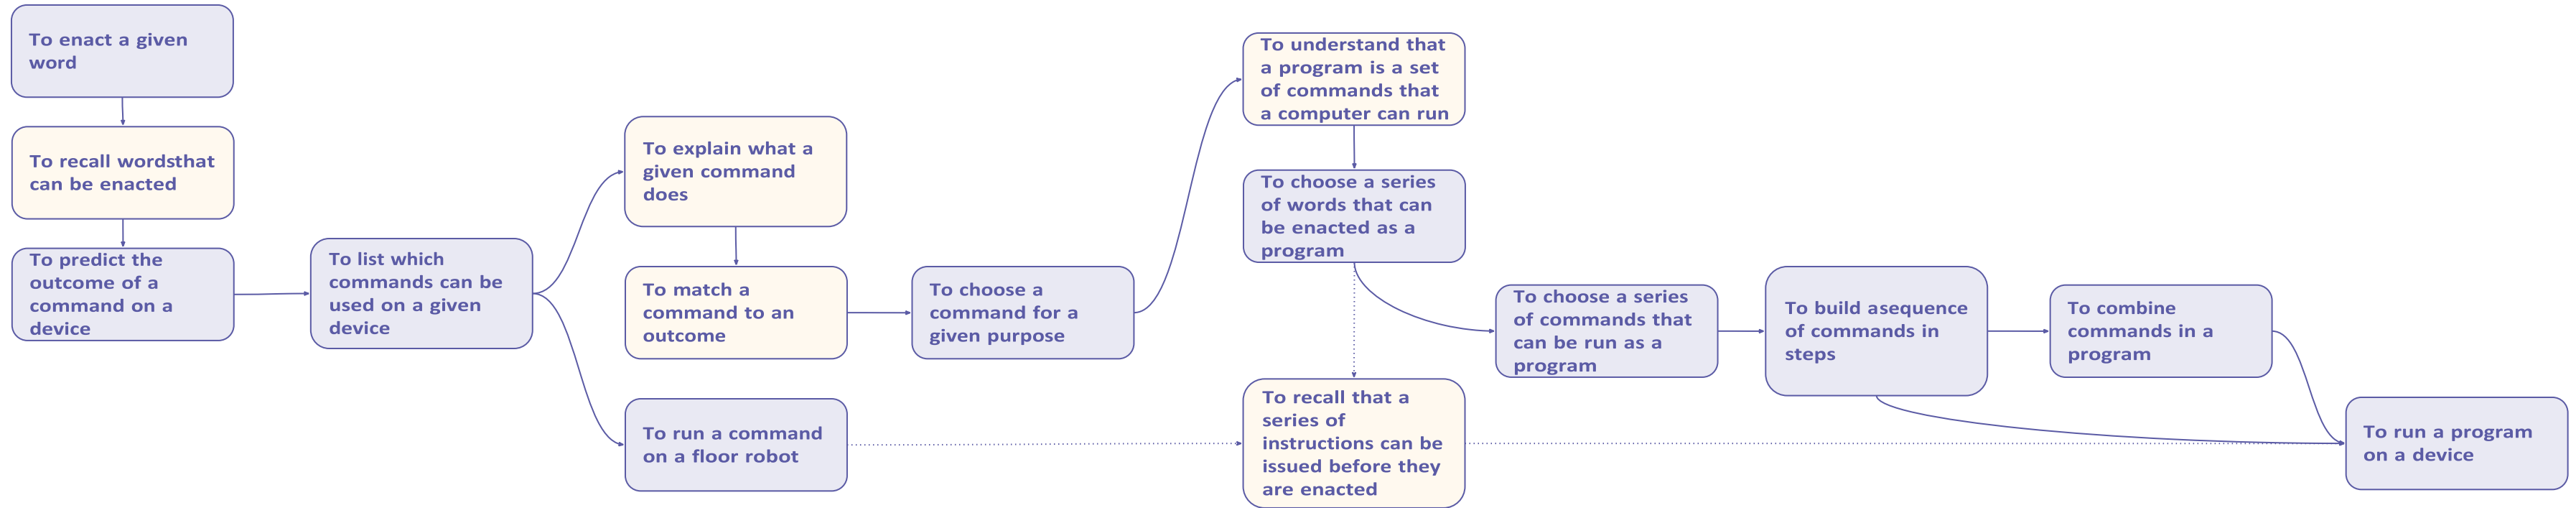 To enact a given
word
To recall wordsthat
can be enacted
To predict the
outcome of a
command on a
device
To list which
commands can be
used on a given
device
To explain what a
given command
does
To match a
command to an
outcome
To run a command
on a floor robot
To choose a
command for a
given purpose
To understand that
a program is a set
of commands that
a computer can run
To choose a series
of words that can
be enacted as a
program
To recall that a
series of
instructions can be
issued before they
are enacted
To choose a series
of commands that
can be run as a
program
To build asequence
of commands in
steps
To combine
commands in a
program
To run a program
on a device